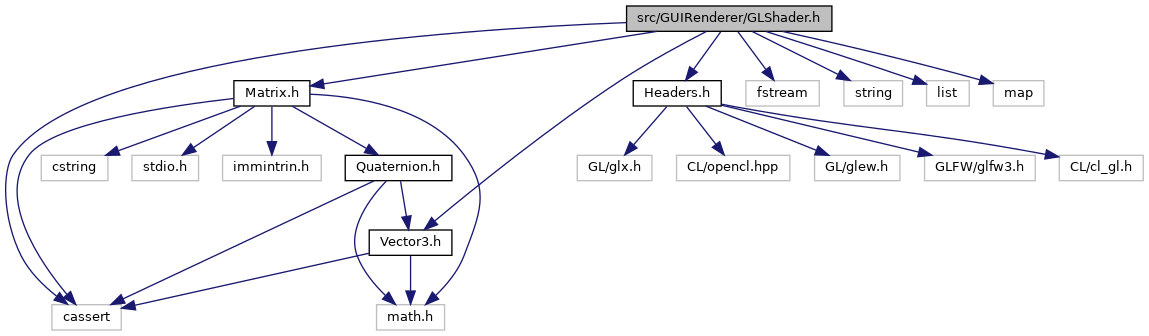 src/GUIRenderer/GLShader.h
Matrix.h
Headers.h
fstream
string
list
map
cstring
stdio.h
immintrin.h
Quaternion.h
GL/glx.h
CL/opencl.hpp
GL/glew.h
GLFW/glfw3.h
CL/cl_gl.h
Vector3.h
cassert
math.h